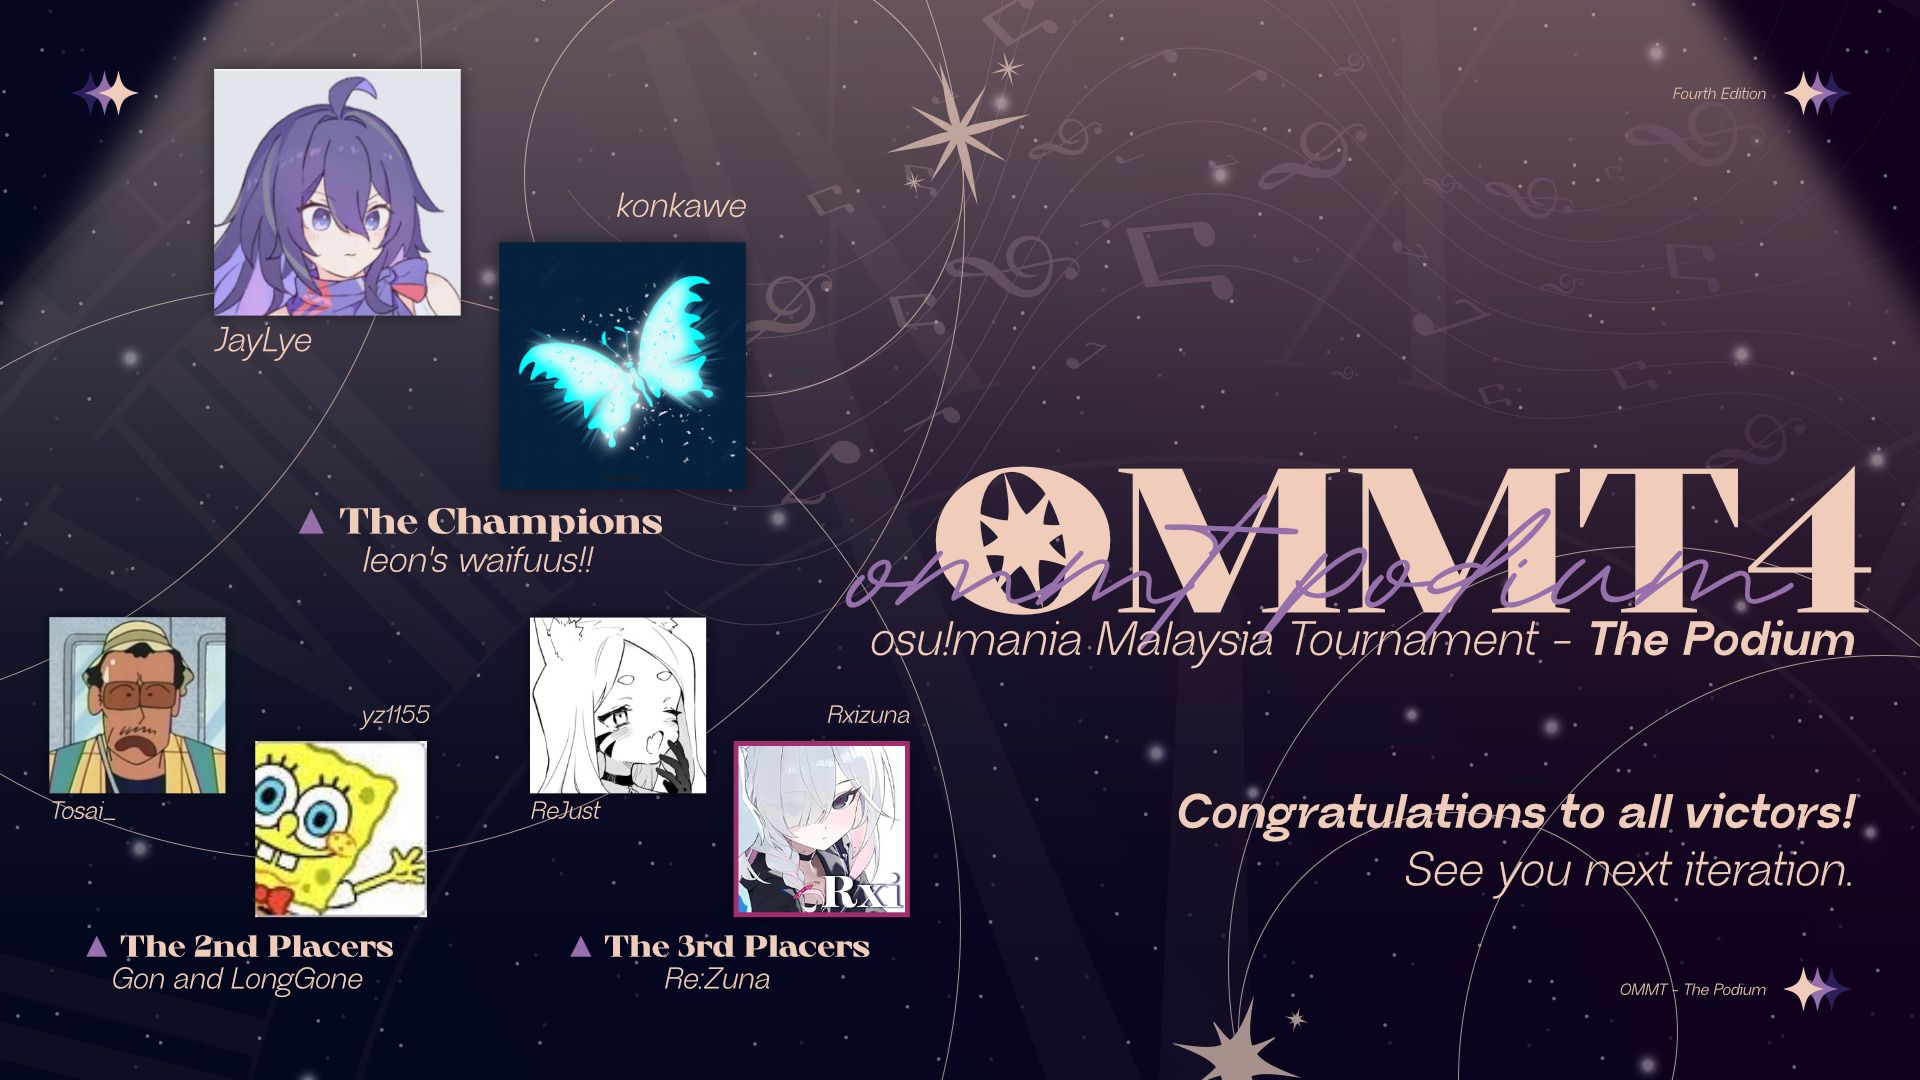 Fourth Edition
JayLye
konkawe
▲ The Champions
leon's waifuus!!
OMMT4
ommt podium
osu!mania Malaysia Tournament - The Podium
Tosai_
yz1155
▲ The 2nd Placers
Gon and LongGone
ReJust
Rxizuna
Rxi
▲ The 3rd Placers
Re:Zuna
Congratulations to all victors!
See you next iteration.
OMMT - The Podium